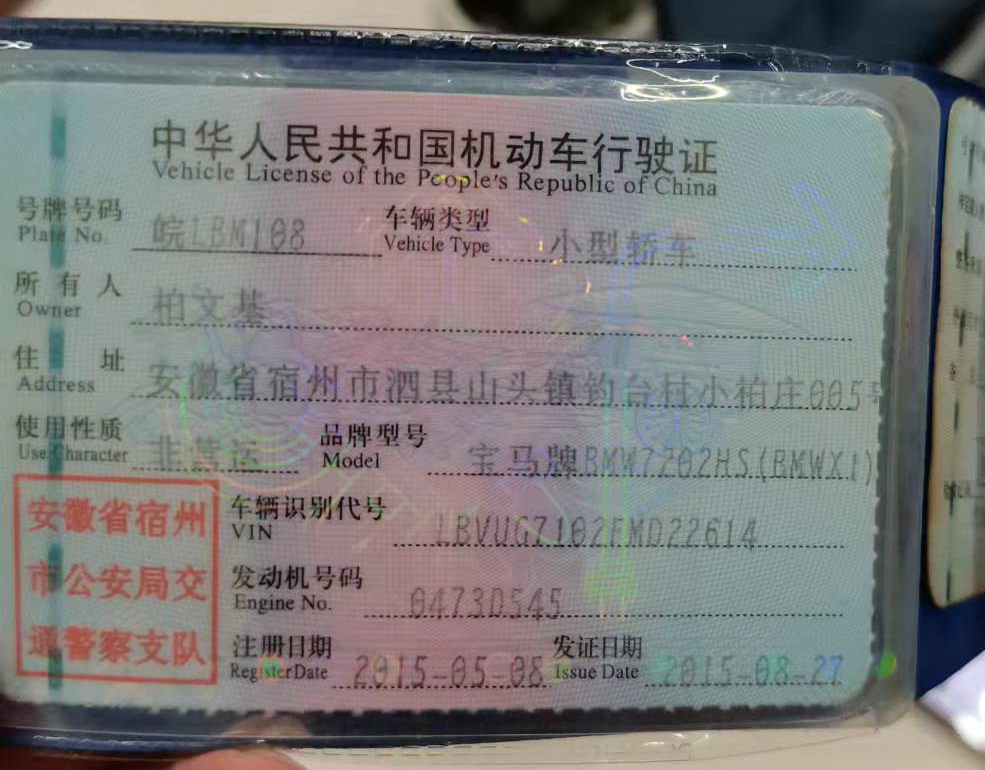 中华人民共和国机动车行驶证
Vehicle License of the People's Republic of China
号牌号码 皖LBM108 车辆类型 小型轿车
Plate No. Vehicle Type
所有人 柏文基
Owner
住址 安徽省宿州市泗县山头镇钓台村小柏庄005号
Address
使用性质 非营运 品牌型号 宝马牌BMW7202HS(BMWX1)
Use Character Model
安徽省宿州
市公安局交
通警察支队
车辆识别代号 LBVUG7102FMD22614
VIN
发动机号码 0473D545
Engine No.
注册日期 2015-05-08 发证日期 2015-08-27
Register Date Issue Date